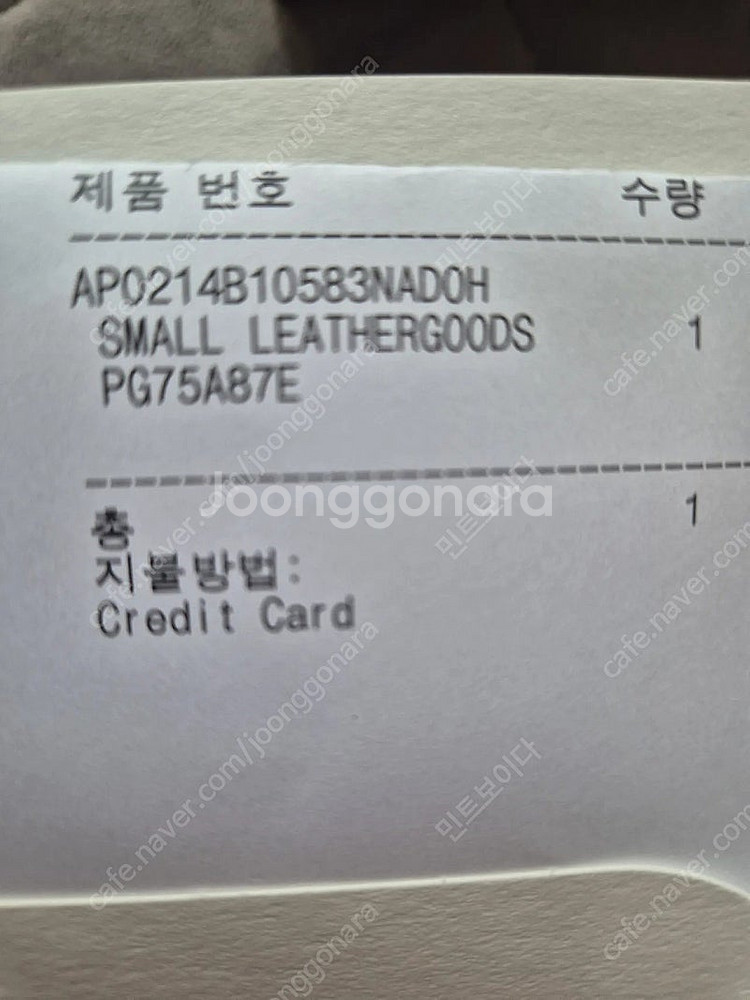 제품 번호 수량
AP0214B10583NAD0H
SMALL LEATHERGOODS 1
PG75A87E
총 1
지불방법:
Credit Card
Joonggonara
cafe.naver.com/joonggonara
민트보이다